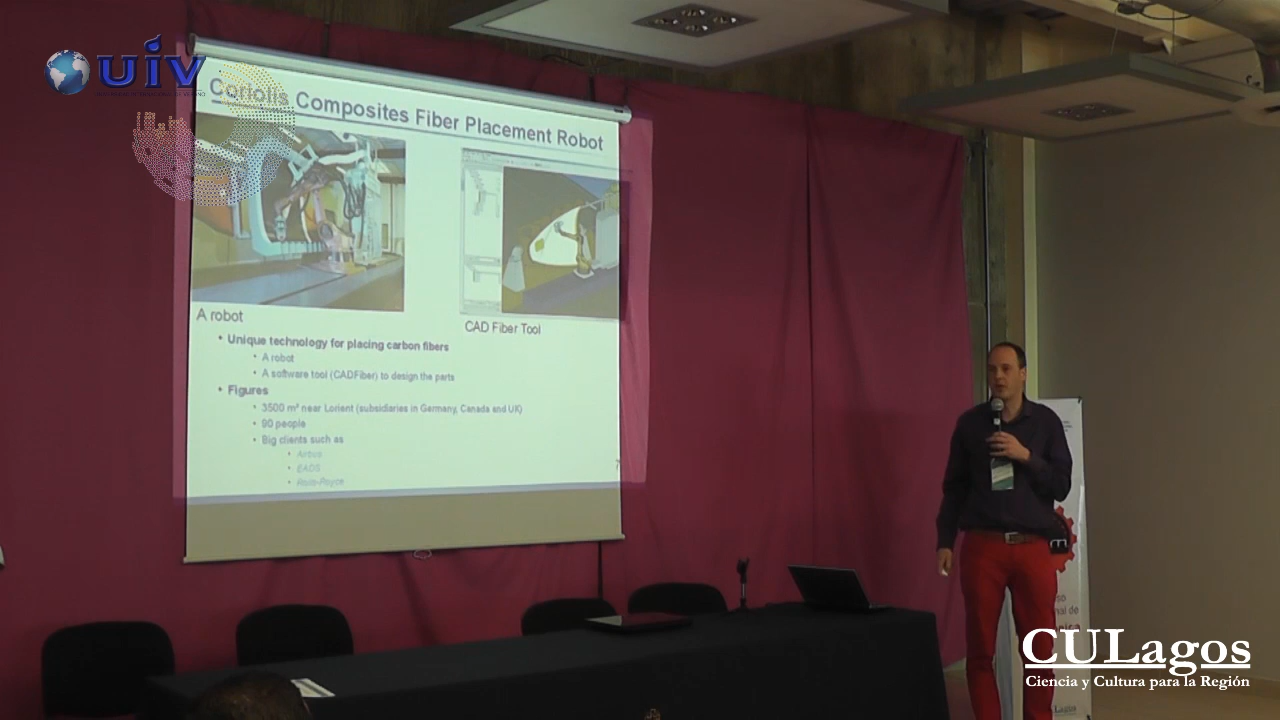 UIV
Coriolis Composites Fiber Placement Robot
A robot
CAD Fiber Tool
• Unique technology for placing carbon fibers
• A robot
• A software tool (CADFiber) to design the parts
• Figures
• 3500 m² near Lorient (subsidiaries in Germany, Canada and UK)
• 90 people
• Big clients such as
• Airbus
• EADS
• Rolls-Royce
7
CULagos
Ciencia y Cultura para la Región